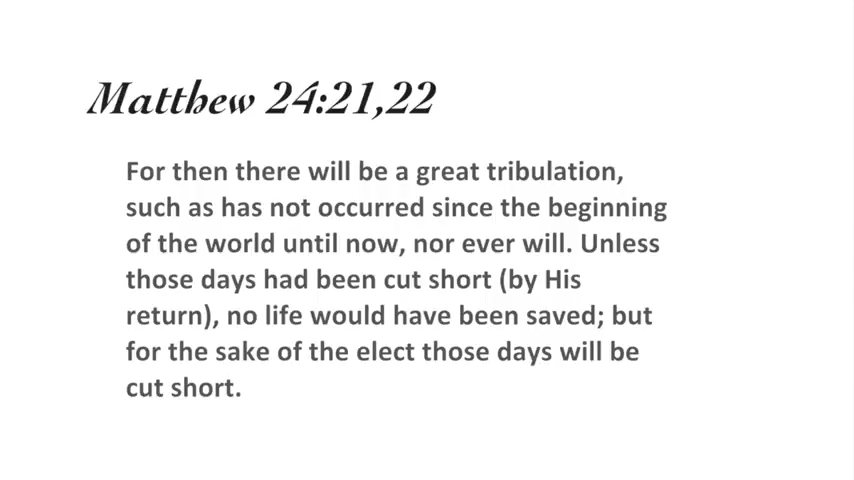 Matthew 24:21,22
For then there will be a great tribulation,
such as has not occurred since the beginning
of the world until now, nor ever will. Unless
those days had been cut short (by His
return), no life would have been saved; but
for the sake of the elect those days will be
cut short.